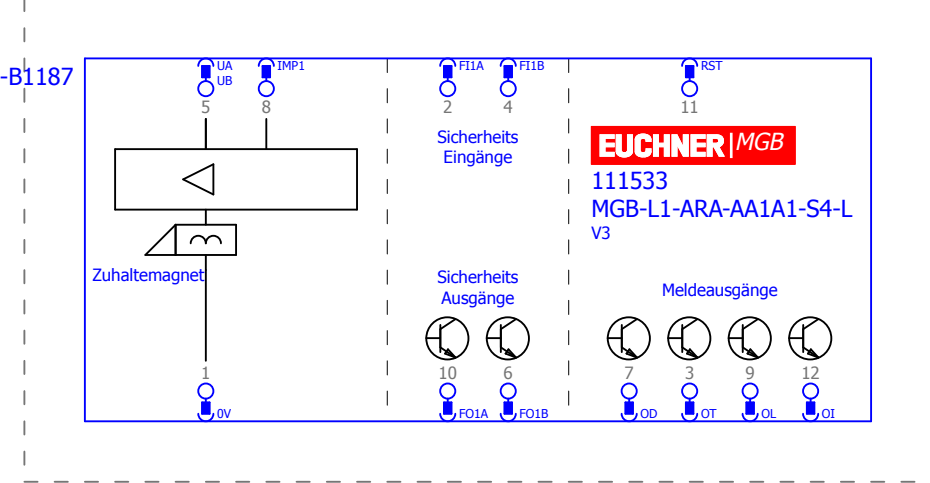 -B1187
UA
UB
5
IMP1
8
FI1A
2
FI1B
4
RST
11
Sicherheits
Eingänge
EUCHNER|MGB
111533
MGB-L1-ARA-AA1A1-S4-L
V3
Zuhaltemagnet
Sicherheits
Ausgänge
Meldeausgänge
1
0V
10
FO1A
6
FO1B
7
OD
3
OT
9
OL
12
OI